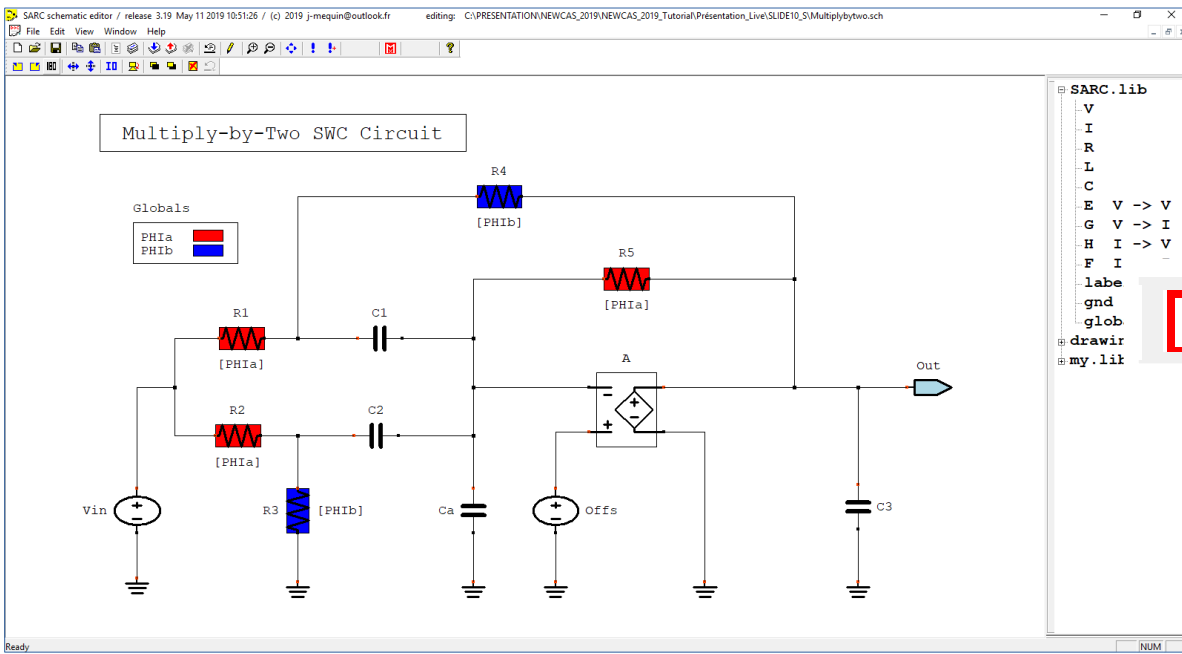 SARC schematic editor / release 3.19 May 11 2019 10:51:26 / (c) 2019 j-mequin@outlook.fr editing: C:\PRESENTATION\NEWCAS_2019\NEWCAS_2019_Tutorial\Présentation_Live\SLIDE10_S\Multiplybytwo.sch
File Edit View Window Help
Multiply-by-Two SWC Circuit
Globals
PHIa
PHIb
R4
[PHIb]
R5
[PHIa]
R1
[PHIa]
C1
R2
[PHIa]
C2
A
Out
Vin
R3
[PHIb]
Ca
Offs
C3
SARC.lib
V
I
R
L
C
E V -> V
G V -> I
H I -> V
F I
labe
gnd
glob
drawin
my.lib
Ready
NUM